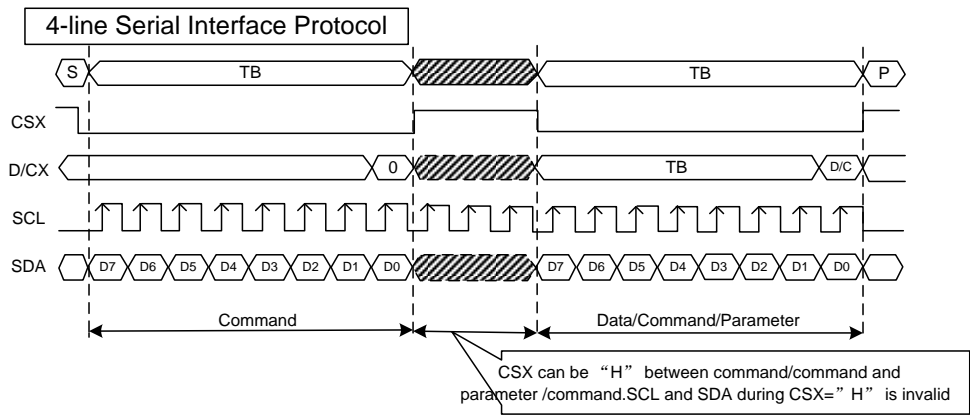 4-line Serial Interface Protocol
S TB TB P
CSX
D/CX 0 TB D/C
SCL
SDA D7 D6 D5 D4 D3 D2 D1 D0 D7 D6 D5 D4 D3 D2 D1 D0
Command Data/Command/Parameter
CSX can be “H” between command/command and
parameter /command.SCL and SDA during CSX=”H” is invalid